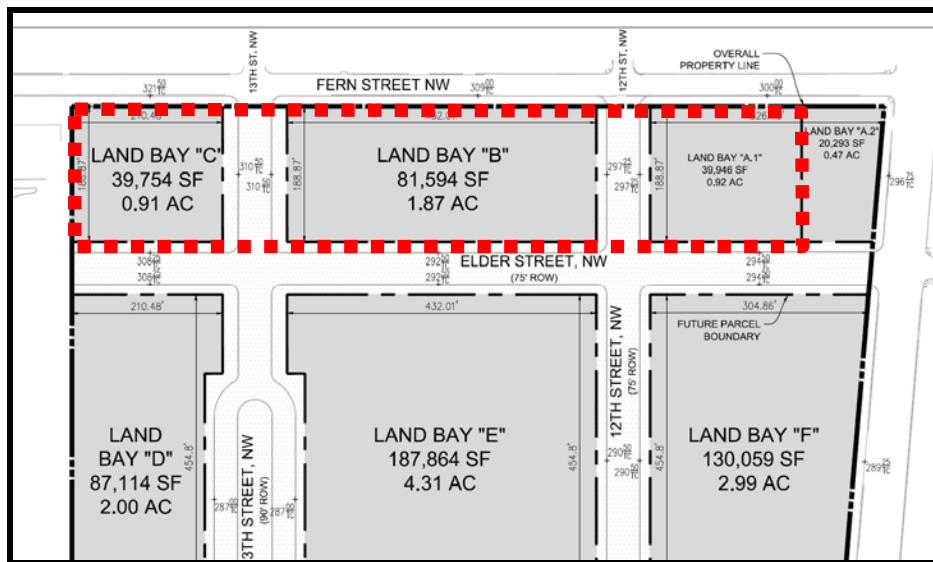 13TH ST. NW
12TH ST. NW
OVERALL
PROPERTY LINE
FERN STREET NW
210.48'
432.01'
LAND BAY "C"
39,754 SF
0.91 AC
188.87'
LAND BAY "B"
81,594 SF
1.87 AC
188.87'
LAND BAY "A.1"
39,946 SF
0.92 AC
188.87'
LAND BAY "A.2"
20,293 SF
0.47 AC
ELDER STREET, NW
(75' ROW)
210.48'
432.01'
304.86'
FUTURE PARCEL
BOUNDARY
12TH STREET, NW
(75' ROW)
LAND
BAY "D"
87,114 SF
2.00 AC
454.8'
3TH STREET, NW
(90' ROW)
LAND BAY "E"
187,864 SF
4.31 AC
454.8'
LAND BAY "F"
130,059 SF
2.99 AC
454.8'